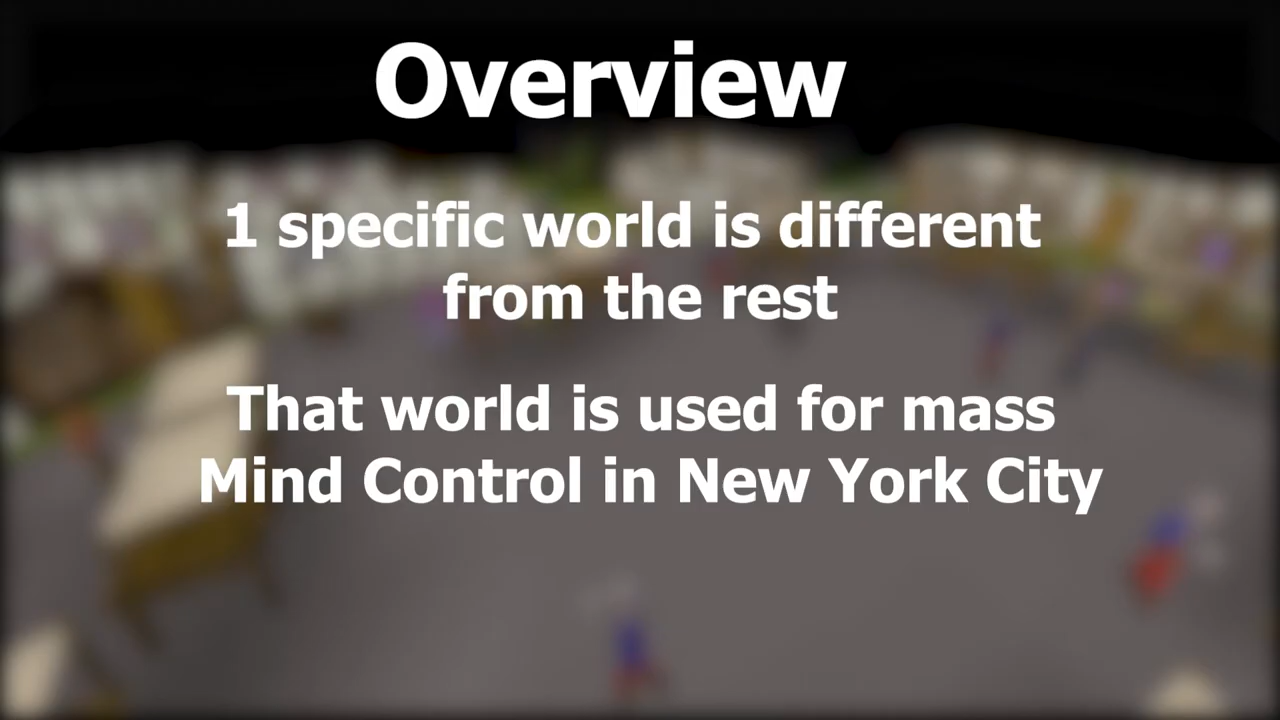 Overview
1 specific world is different
from the rest
That world is used for mass
Mind Control in New York City